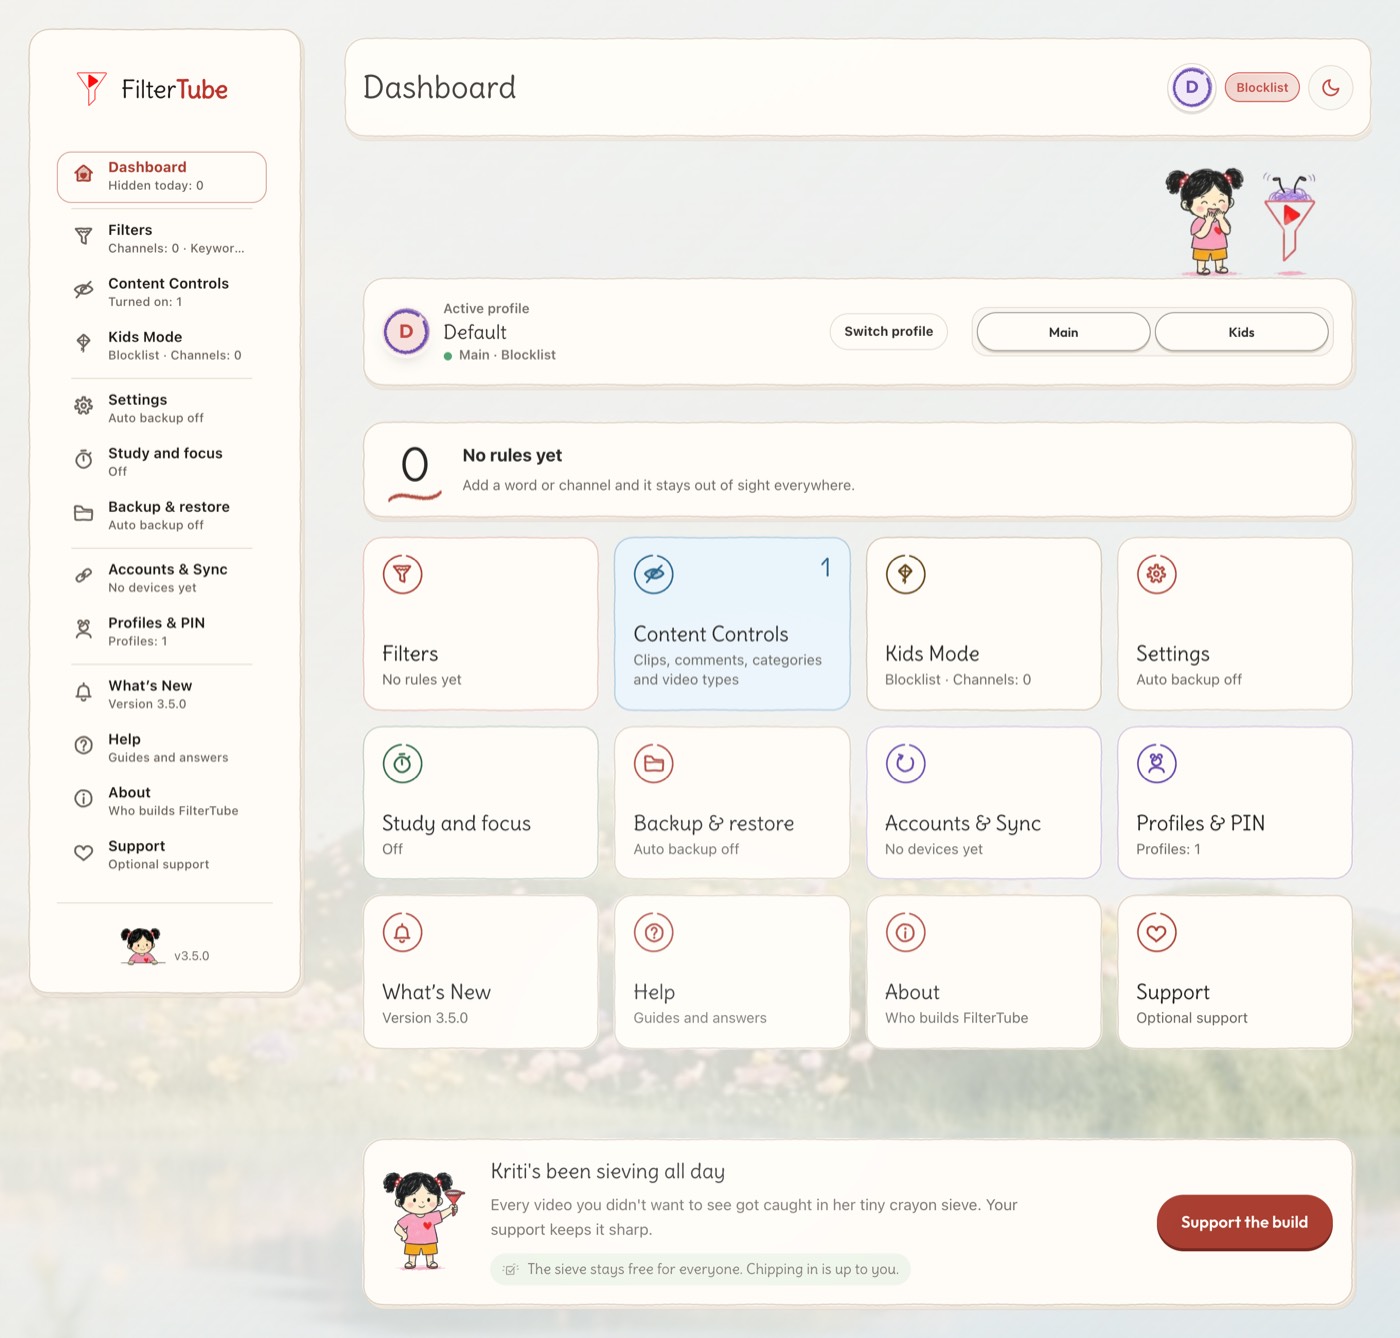 FilterTube
Dashboard
Hidden today: 0
Filters
Channels: 0 · Keywor...
Content Controls
Turned on: 1
Kids Mode
Blocklist · Channels: 0
Settings
Auto backup off
Study and focus
Off
Backup & restore
Auto backup off
Accounts & Sync
No devices yet
Profiles & PIN
Profiles: 1
What's New
Version 3.5.0
Help
Guides and answers
About
Who builds FilterTube
Support
Optional support
v3.5.0
Dashboard
D
Blocklist
D
Active profile
Default
Main · Blocklist
Switch profile
Main
Kids
0
No rules yet
Add a word or channel and it stays out of sight everywhere.
Filters
No rules yet
1
Content Controls
Clips, comments, categories
and video types
Kids Mode
Blocklist · Channels: 0
Settings
Auto backup off
Study and focus
Off
Backup & restore
Auto backup off
Accounts & Sync
No devices yet
Profiles & PIN
Profiles: 1
What's New
Version 3.5.0
Help
Guides and answers
About
Who builds FilterTube
Support
Optional support
Kriti's been sieving all day
Every video you didn't want to see got caught in her tiny crayon sieve. Your
support keeps it sharp.
The sieve stays free for everyone. Chipping in is up to you.
Support the build